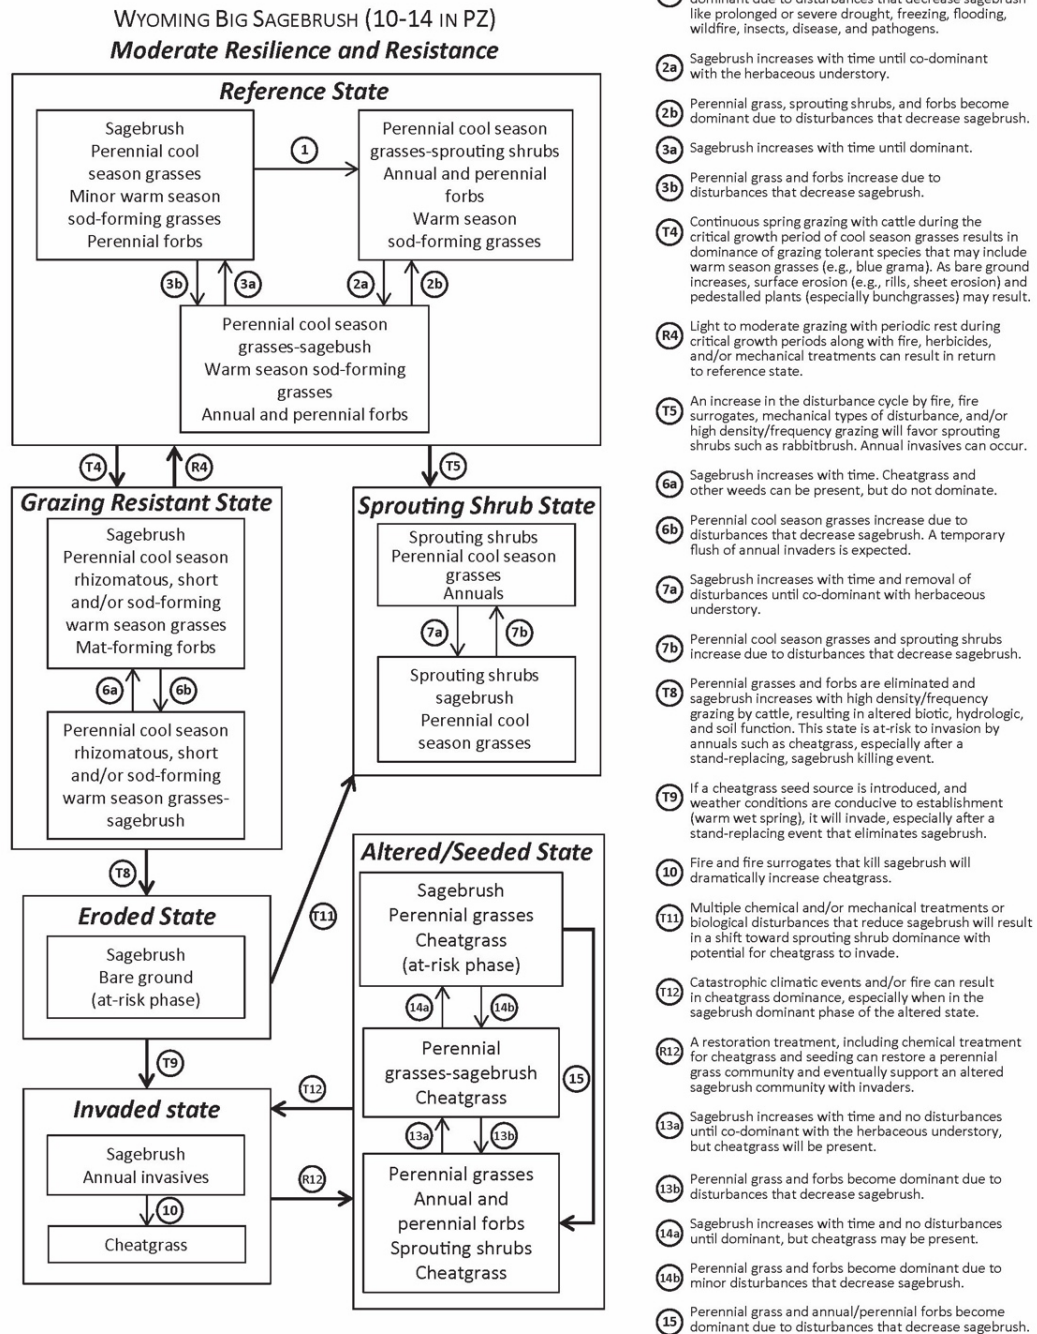 WYOMING BIG SAGEBRUSH (10-14 IN PZ)
Moderate Resilience and Resistance
Reference State
Sagebrush
Perennial cool
season grasses
Minor warm season
sod-forming grasses
Perennial forbs
1
Perennial cool season
grasses-sprouting shrubs
Annual and perennial
forbs
Warm season
sod-forming grasses
3b
3a
2a
2b
Perennial cool season
grasses-sagebush
Warm season sod-forming
grasses
Annual and perennial forbs
T4
R4
T5
Grazing Resistant State
Sagebrush
Perennial cool season
rhizomatous, short
and/or sod-forming
warm season grasses
Mat-forming forbs
6a
6b
Perennial cool season
rhizomatous, short
and/or sod-forming
warm season grasses-
sagebrush
Sprouting Shrub State
Sprouting shrubs
Perennial cool season
grasses
Annuals
7a
7b
Sprouting shrubs
sagebrush
Perennial cool
season grasses
T8
Eroded State
Sagebrush
Bare ground
(at-risk phase)
T11
T9
Invaded state
Sagebrush
Annual invasives
10
Cheatgrass
T12
R12
Altered/Seeded State
Sagebrush
Perennial grasses
Cheatgrass
(at-risk phase)
14a
14b
Perennial
grasses-sagebrush
Cheatgrass
15
13a
13b
Perennial grasses
Annual and
perennial forbs
Sprouting shrubs
Cheatgrass
dominant due to disturbances that decrease sagebrush
like prolonged or severe drought, freezing, flooding,
wildfire, insects, disease, and pathogens.
2a Sagebrush increases with time until co-dominant
with the herbaceous understory.
2b Perennial grass, sprouting shrubs, and forbs become
dominant due to disturbances that decrease sagebrush.
3a Sagebrush increases with time until dominant.
3b Perennial grass and forbs increase due to
disturbances that decrease sagebrush.
T4 Continuous spring grazing with cattle during the
critical growth period of cool season grasses results in
dominance of grazing tolerant species that may include
warm season grasses (e.g., blue grama). As bare ground
increases, surface erosion (e.g., rills, sheet erosion) and
pedestalled plants (especially bunchgrasses) may result.
R4 Light to moderate grazing with periodic rest during
critical growth periods along with fire, herbicides,
and/or mechanical treatments can result in return
to reference state.
T5 An increase in the disturbance cycle by fire, fire
surrogates, mechanical types of disturbance, and/or
high density/frequency grazing will favor sprouting
shrubs such as rabbitbrush. Annual invasives can occur.
6a Sagebrush increases with time. Cheatgrass and
other weeds can be present, but do not dominate.
6b Perennial cool season grasses increase due to
disturbances that decrease sagebrush. A temporary
flush of annual invaders is expected.
7a Sagebrush increases with time and removal of
disturbances until co-dominant with herbaceous
understory.
7b Perennial cool season grasses and sprouting shrubs
increase due to disturbances that decrease sagebrush.
T8 Perennial grasses and forbs are eliminated and
sagebrush increases with high density/frequency
grazing by cattle, resulting in altered biotic, hydrologic,
and soil function. This state is at-risk to invasion by
annuals such as cheatgrass, especially after a
stand-replacing, sagebrush killing event.
T9 If a cheatgrass seed source is introduced, and
weather conditions are conducive to establishment
(warm wet spring), it will invade, especially after a
stand-replacing event that eliminates sagebrush.
10 Fire and fire surrogates that kill sagebrush will
dramatically increase cheatgrass.
T11 Multiple chemical and/or mechanical treatments or
biological disturbances that reduce sagebrush will result
in a shift toward sprouting shrub dominance with
potential for cheatgrass to invade.
T12 Catastrophic climatic events and/or fire can result
in cheatgrass dominance, especially when in the
sagebrush dominant phase of the altered state.
R12 A restoration treatment, including chemical treatment
for cheatgrass and seeding can restore a perennial
grass community and eventually support an altered
sagebrush community with invaders.
13a Sagebrush increases with time and no disturbances
until co-dominant with the herbaceous understory,
but cheatgrass will be present.
13b Perennial grass and forbs become dominant due to
disturbances that decrease sagebrush.
14a Sagebrush increases with time and no disturbances
until dominant, but cheatgrass may be present.
14b Perennial grass and forbs become dominant due to
minor disturbances that decrease sagebrush.
15 Perennial grass and annual/perennial forbs become
dominant due to disturbances that decrease sagebrush.